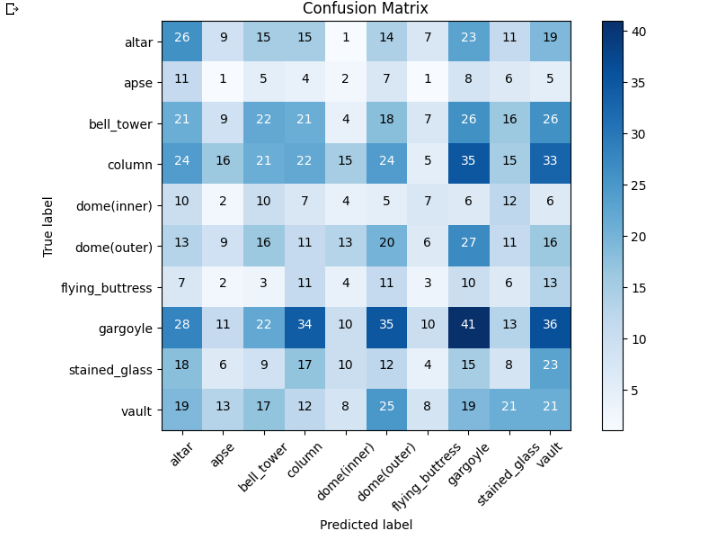 Confusion Matrix
altar 26 9 15 15 1 14 7 23 11 19
apse 11 1 5 4 2 7 1 8 6 5
bell_tower 21 9 22 21 4 18 7 26 16 26
column 24 16 21 22 15 24 5 35 15 33
dome(inner) 10 2 10 7 4 5 7 6 12 6
dome(outer) 13 9 16 11 13 20 6 27 11 16
flying_buttress 7 2 3 11 4 11 3 10 6 13
gargoyle 28 11 22 34 10 35 10 41 13 36
stained_glass 18 6 9 17 10 12 4 15 8 23
vault 19 13 17 12 8 25 8 19 21 21
altar apse bell_tower column dome(inner) dome(outer) flying_buttress gargoyle stained_glass vault
Predicted label
True label
40
35
30
25
20
15
10
5